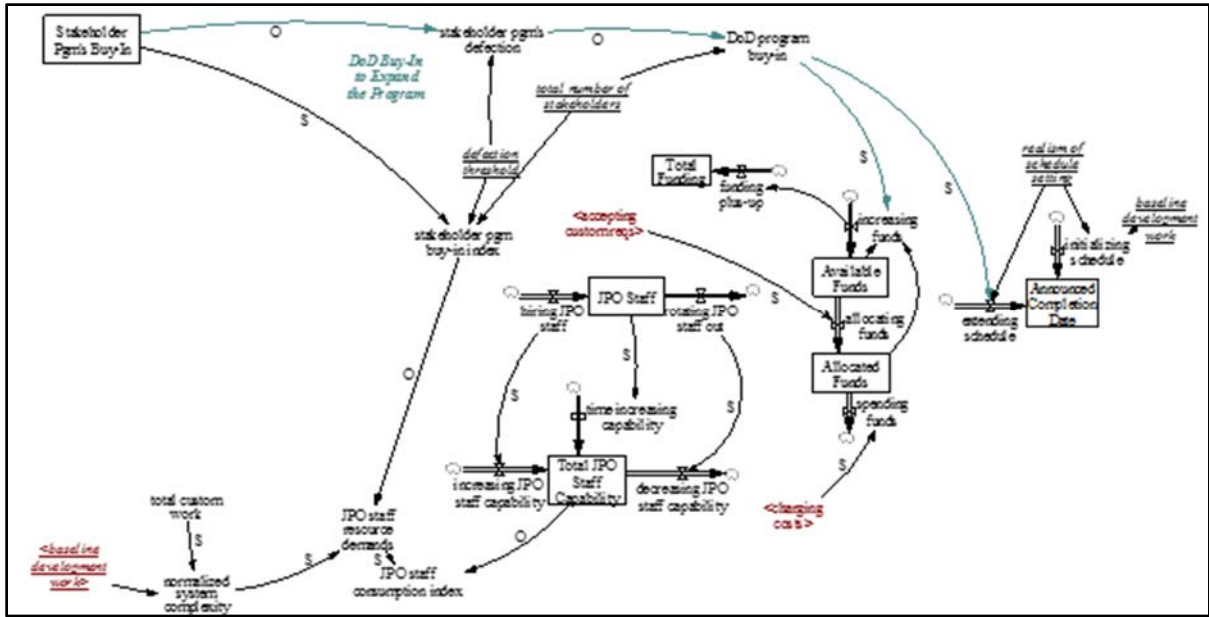 Stakeholder
Pgm's Buy-In
O
stakeholder pgm's
defection
O
DoD program
buy-in
DoD Buy-In
to Expand
the Program
total number of
stakeholders
S
defection
threshold
S
S
realism of
schedule
setting
Total
Funding
funding
plus-up
baseline
development
work
<accepting
custom reqs>
increasing
funds
initializing
schedule
stakeholder pgm
buy-in index
Available
Funds
JPO Staff
Announced
Completion
Date
hiring JPO
staff
rotating JPO
staff out
S
allocating
funds
extending
schedule
S
Allocated
Funds
O
S
S
time increasing
capability
spending
funds
Total JPO
Staff
Capability
S
increasing JPO
staff capability
decreasing JPO
staff capability
total custom
work
<charging
costs>
JPO staff
resource
demands
O
S
<baseline
development
work>
S
S
normalized
system
complexity
JPO staff
consumption index